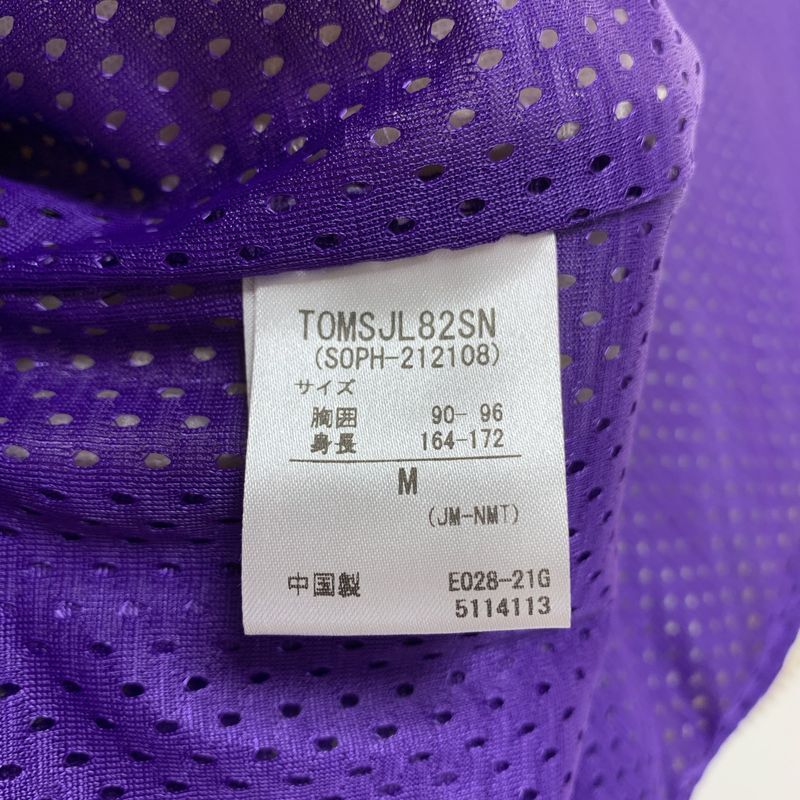 TOMSJL82SN
(SOPH-212108)
サイズ
胸囲 90- 96
身長 164-172
M
(JM-NMT)
中国製 E028-21G
5114113